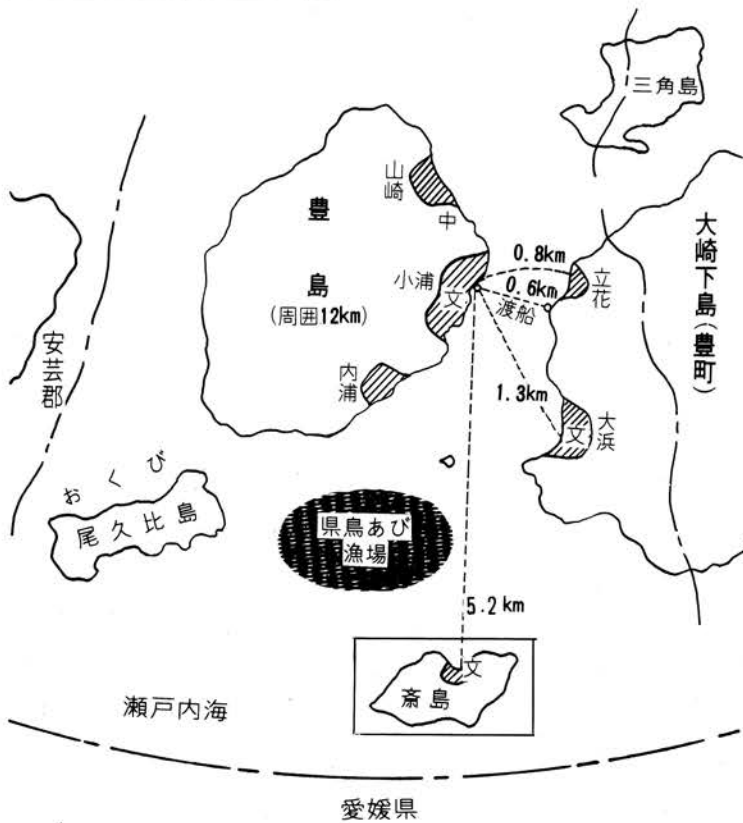 三角島
山崎
中
豊島
(周囲12km)
小浦
文
内浦
0.8km
立花
0.6km
渡船
1.3km
大浜
文
大崎下島(豊町)
安芸郡
おくび
尾久比島
県鳥あび
漁場
5.2km
文
斎島
瀬戸内海
愛媛県